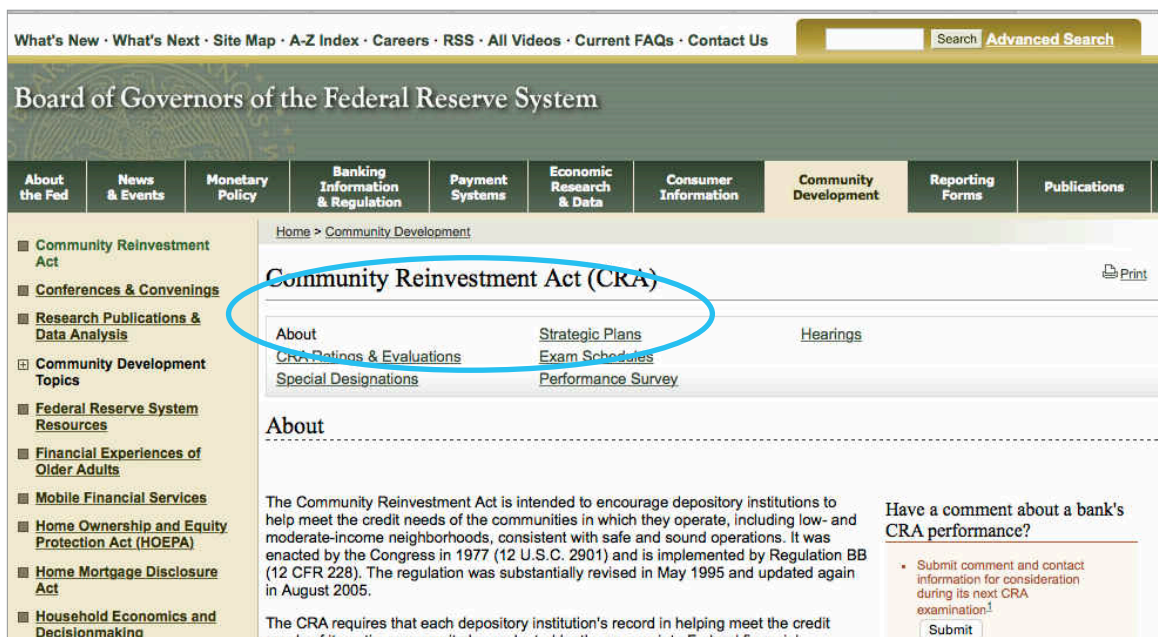 What's New · What's Next · Site Map · A-Z Index · Careers · RSS · All Videos · Current FAQs · Contact Us
Search Advanced Search
Board of Governors of the Federal Reserve System
About the Fed
News & Events
Monetary Policy
Banking Information & Regulation
Payment Systems
Economic Research & Data
Consumer Information
Community Development
Reporting Forms
Publications
Community Reinvestment
Act
Conferences & Convenings
Research Publications &
Data Analysis
Community Development
Topics
Federal Reserve System
Resources
Financial Experiences of
Older Adults
Mobile Financial Services
Home Ownership and Equity
Protection Act (HOEPA)
Home Mortgage Disclosure
Act
Household Economics and
Decisionmaking
Home > Community Development
Community Reinvestment Act (CRA)
Print
About Strategic Plans Hearings
CRA Ratings & Evaluations Exam Schedules
Special Designations Performance Survey
About
The Community Reinvestment Act is intended to encourage depository institutions to
help meet the credit needs of the communities in which they operate, including low- and
moderate-income neighborhoods, consistent with safe and sound operations. It was
enacted by the Congress in 1977 (12 U.S.C. 2901) and is implemented by Regulation BB
(12 CFR 228). The regulation was substantially revised in May 1995 and updated again
in August 2005.
The CRA requires that each depository institution's record in helping meet the credit
Have a comment about a bank's
CRA performance?
Submit comment and contact
information for consideration
during its next CRA
examination1
Submit